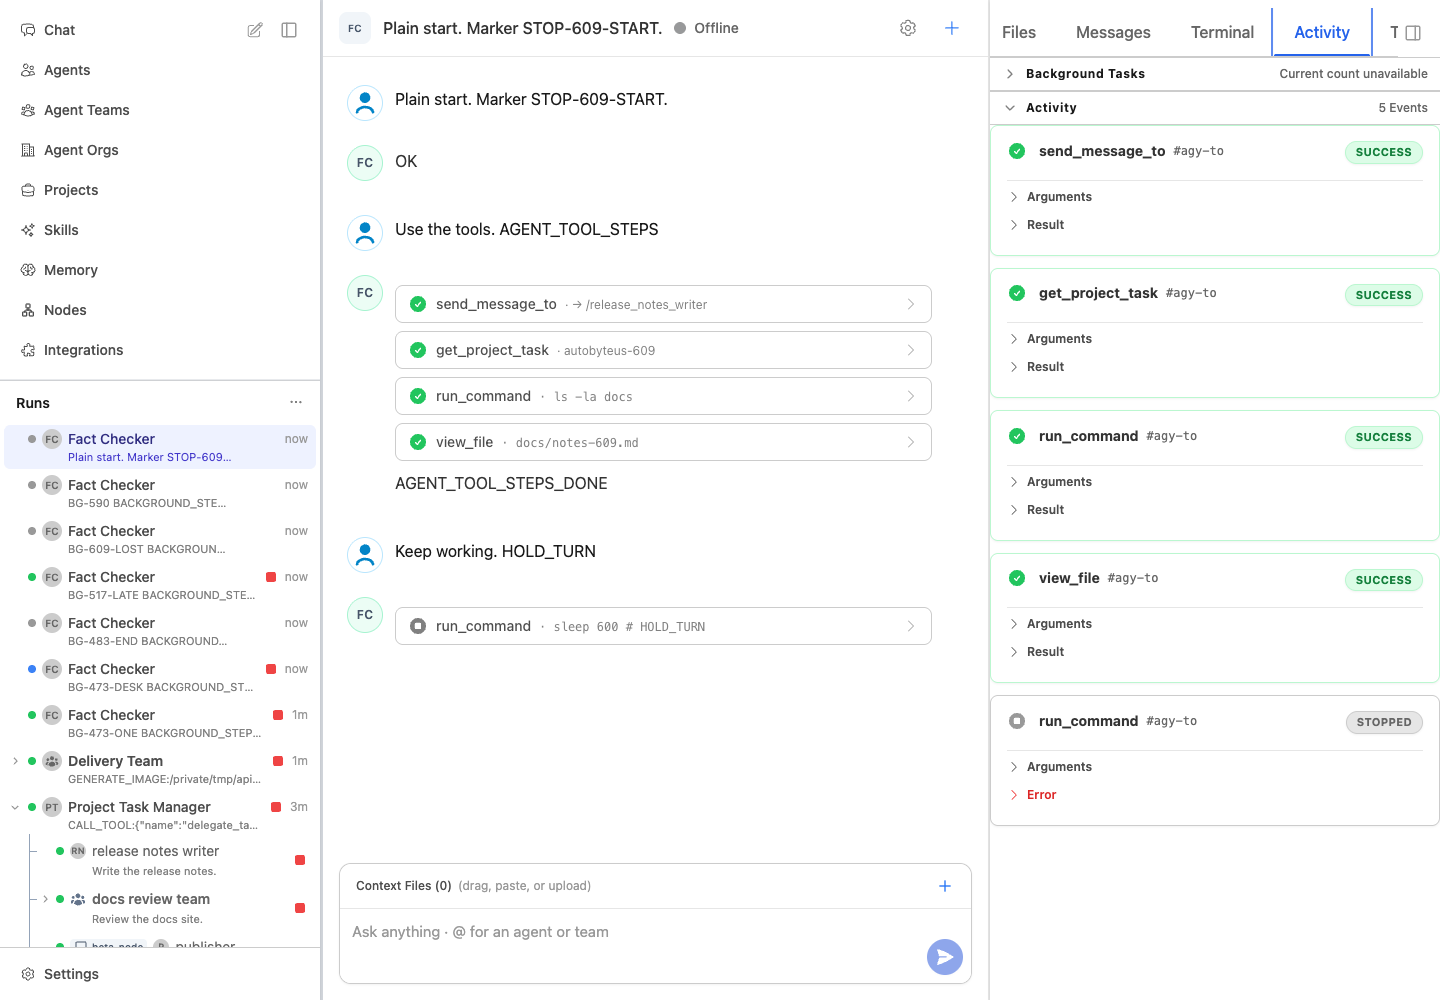 Chat
Agents
Agent Teams
Agent Orgs
Projects
Skills
Memory
Nodes
Integrations
Runs
FC Fact Checker now
Plain start. Marker STOP-609...
FC Fact Checker now
BG-590 BACKGROUND_STE...
FC Fact Checker now
BG-609-LOST BACKGROUN...
FC Fact Checker now
BG-517-LATE BACKGROUND_STE...
FC Fact Checker now
BG-483-END BACKGROUND...
FC Fact Checker now
BG-473-DESK BACKGROUND_ST...
FC Fact Checker 1m
BG-473-ONE BACKGROUND_STEP...
Delivery Team 1m
GENERATE_IMAGE:/private/tmp/api...
PT Project Task Manager 3m
CALL_TOOL:{"name":"delegate_ta...
RN release notes writer
Write the release notes.
docs review team
Review the docs site.
beta-node publisher
Settings
FC Plain start. Marker STOP-609-START. Offline
Plain start. Marker STOP-609-START.
FC OK
Use the tools. AGENT_TOOL_STEPS
FC
send_message_to · → /release_notes_writer
get_project_task · autobyteus-609
run_command · ls -la docs
view_file · docs/notes-609.md
AGENT_TOOL_STEPS_DONE
Keep working. HOLD_TURN
FC
run_command · sleep 600 # HOLD_TURN
Context Files (0) (drag, paste, or upload)
Ask anything · @ for an agent or team
Files Messages Terminal Activity T
Background Tasks Current count unavailable
Activity 5 Events
send_message_to #agy-to SUCCESS
Arguments
Result
get_project_task #agy-to SUCCESS
Arguments
Result
run_command #agy-to SUCCESS
Arguments
Result
view_file #agy-to SUCCESS
Arguments
Result
run_command #agy-to STOPPED
Arguments
Error